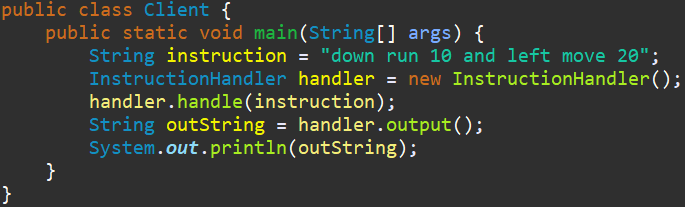 public class Client {
    public static void main(String[] args) {
        String instruction = "down run 10 and left move 20";
        InstructionHandler handler = new InstructionHandler();
        handler.handle(instruction);
        String outString = handler.output();
        System.out.println(outString);
    }
}